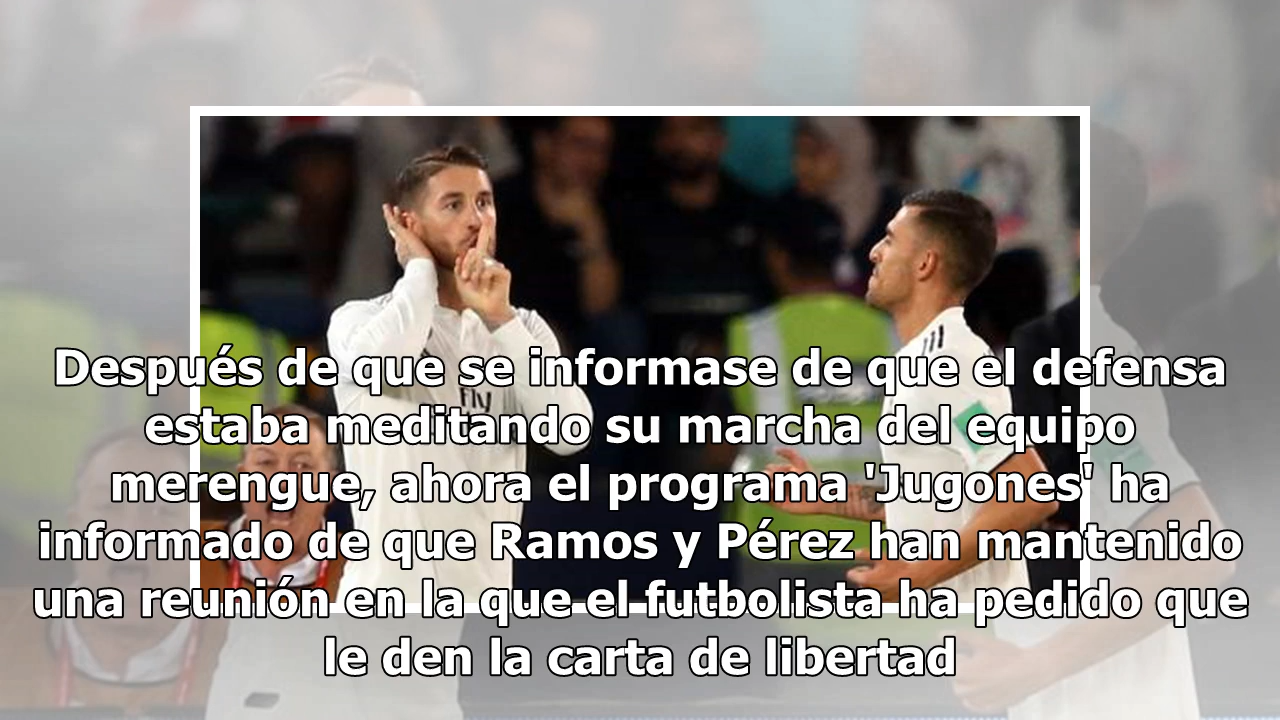 Después de que se informase de que el defensa
estaba meditando su marcha del equipo
merengue, ahora el programa 'Jugones' ha
informado de que Ramos y Pérez han mantenido
una reunión en la que el futbolista ha pedido que
le den la carta de libertad
Fly